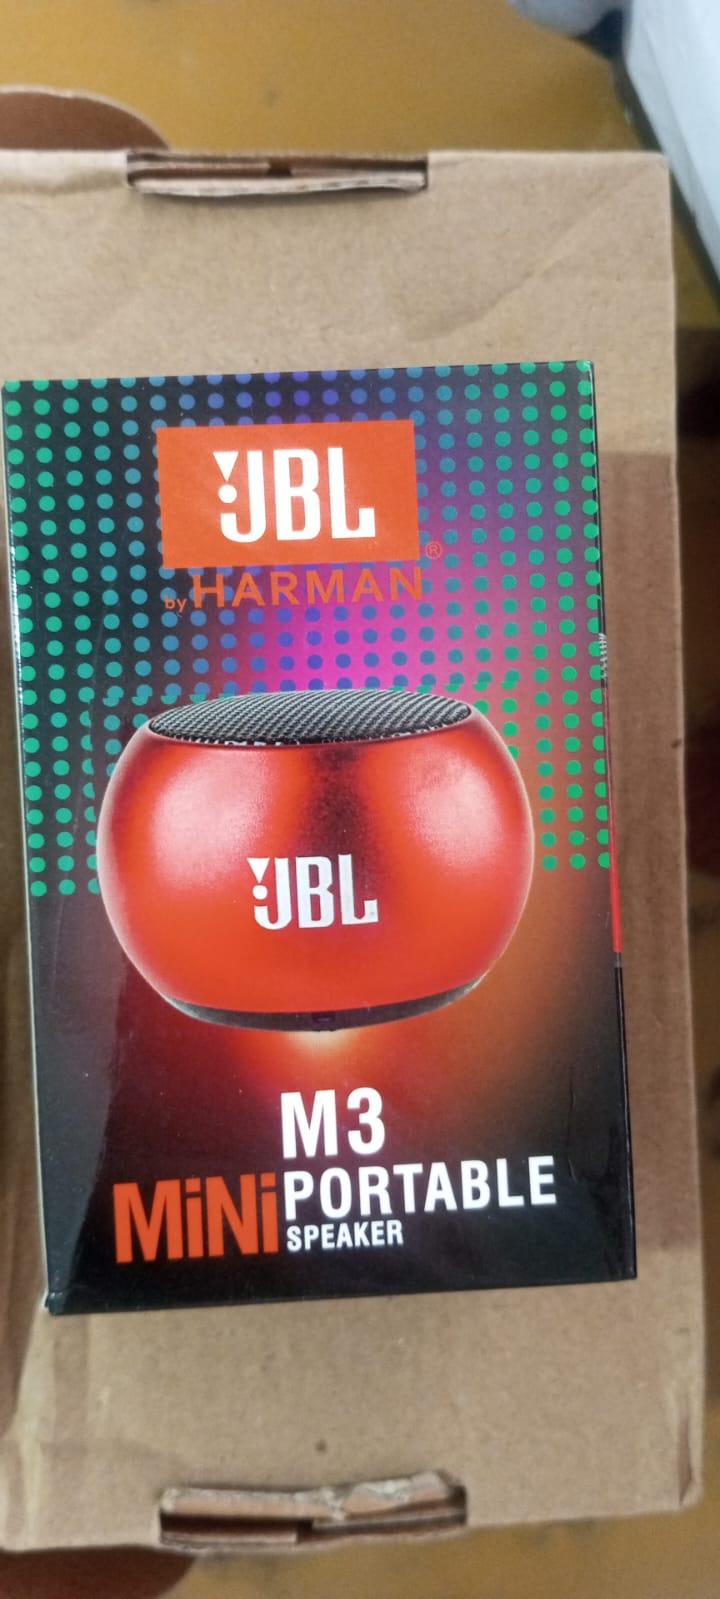 JBL
®
by HARMAN
JBL
M3
MiNi PORTABLE
SPEAKER